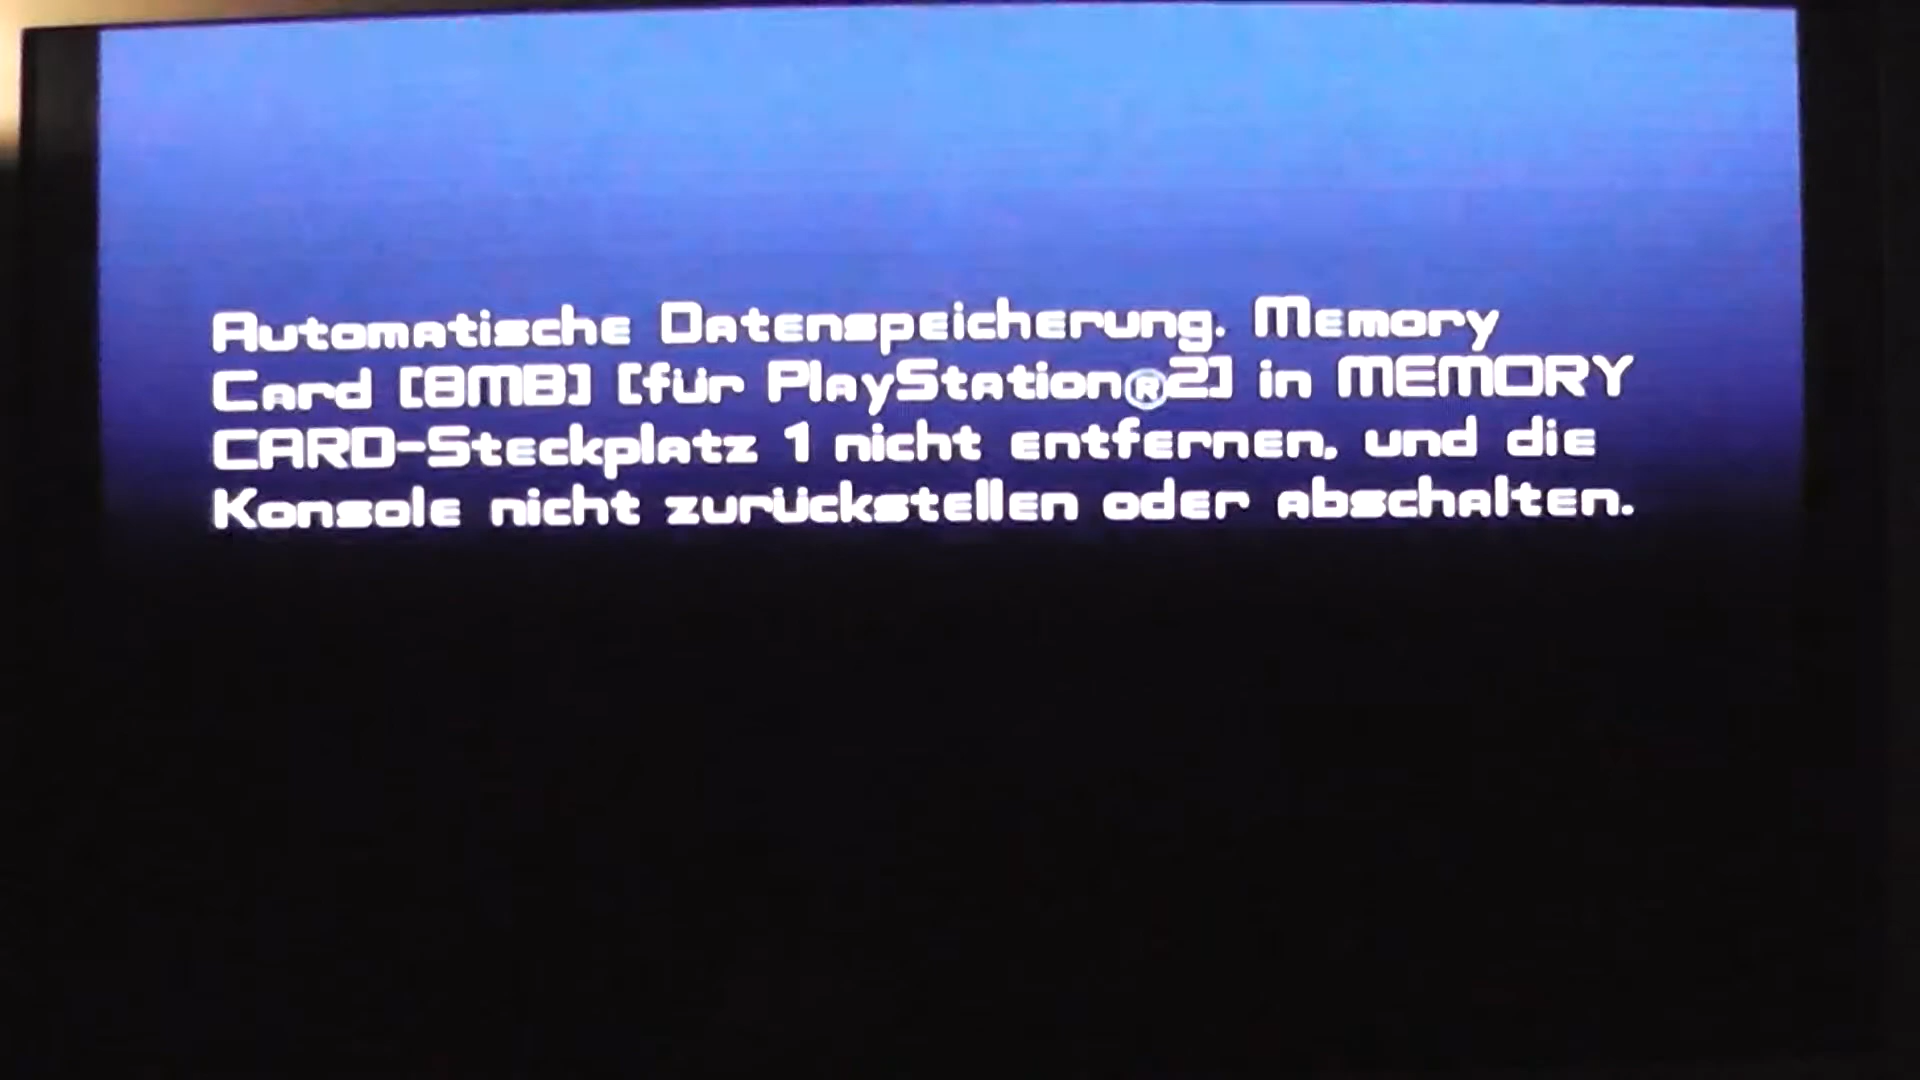 Automatische Datenspeicherung. Memory
Card [8MB] [für PlayStation®2] in MEMORY
CARD-Steckplatz 1 nicht entfernen, und die
Konsole nicht zurückstellen oder abschalten.